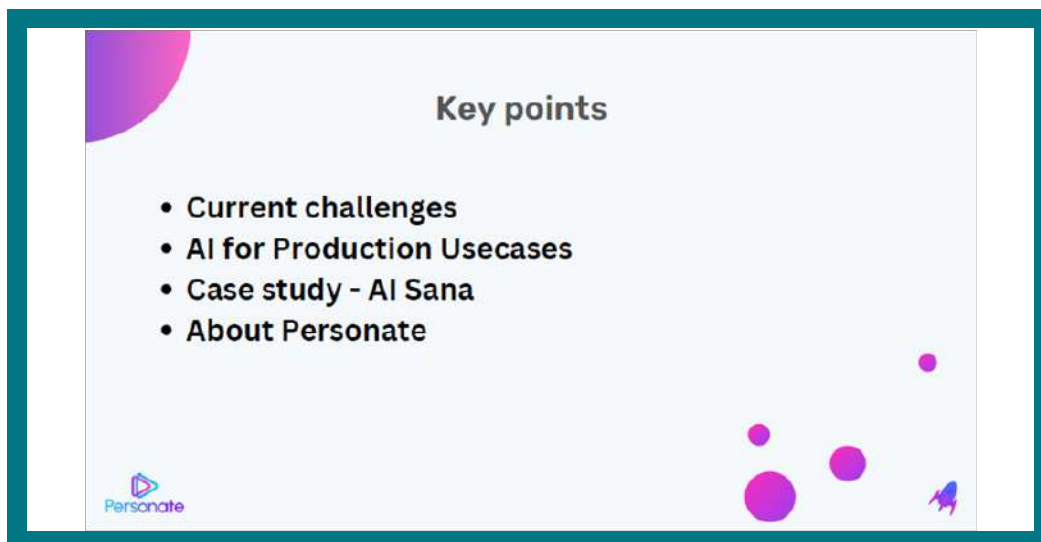 Key points
• Current challenges
• AI for Production Usecases
• Case study - AI Sana
• About Personate
Personate